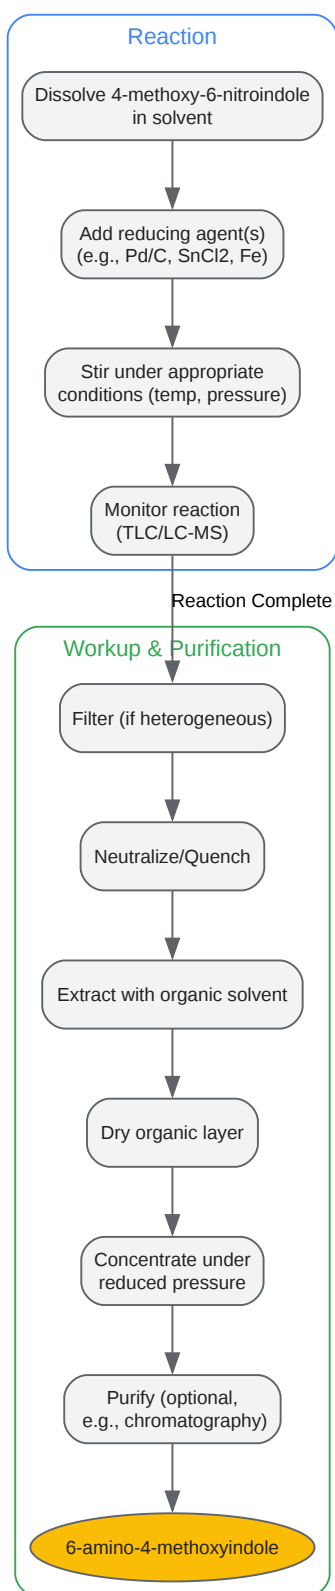 Reaction
Dissolve 4-methoxy-6-nitroindole
in solvent
Add reducing agent(s)
(e.g., Pd/C, SnCl2, Fe)
Stir under appropriate
conditions (temp, pressure)
Monitor reaction
(TLC/LC-MS)
Reaction Complete
Workup & Purification
Filter (if heterogeneous)
Neutralize/Quench
Extract with organic solvent
Dry organic layer
Concentrate under
reduced pressure
Purify (optional,
e.g., chromatography)
6-amino-4-methoxyindole